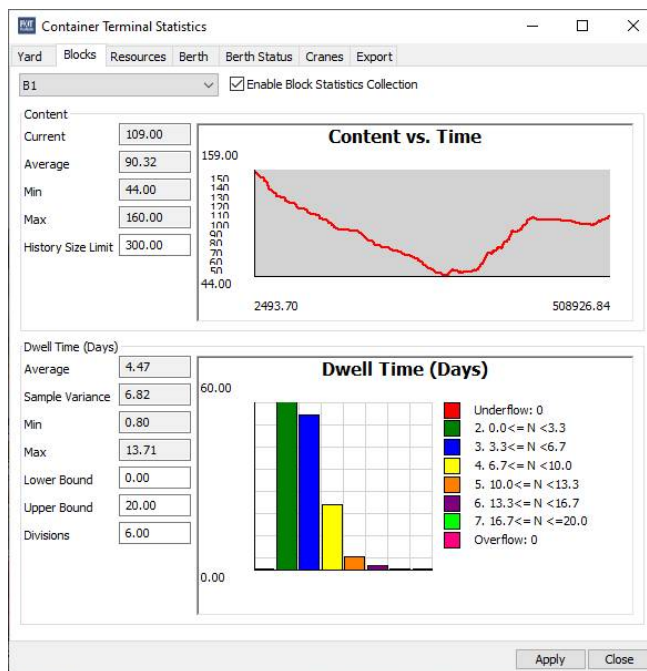 Container Terminal Statistics
Yard Blocks Resources Berth Berth Status Cranes Export
B1
Enable Block Statistics Collection
Content
Current 109.00
Average 90.32
Min 44.00
Max 160.00
History Size Limit 300.00
Content vs. Time
159.00
150
140
130
120
110
100
90
80
70
60
50
44.00
2493.70 508926.84
Dwell Time (Days)
Average 4.47
Sample Variance 6.82
Min 0.80
Max 13.71
Lower Bound 0.00
Upper Bound 20.00
Divisions 6.00
Dwell Time (Days)
60.00
0.00
Underflow: 0
2. 0.0<= N <3.3
3. 3.3<= N <6.7
4. 6.7<= N <10.0
5. 10.0<= N <13.3
6. 13.3<= N <16.7
7. 16.7<= N <=20.0
Overflow: 0
Apply Close